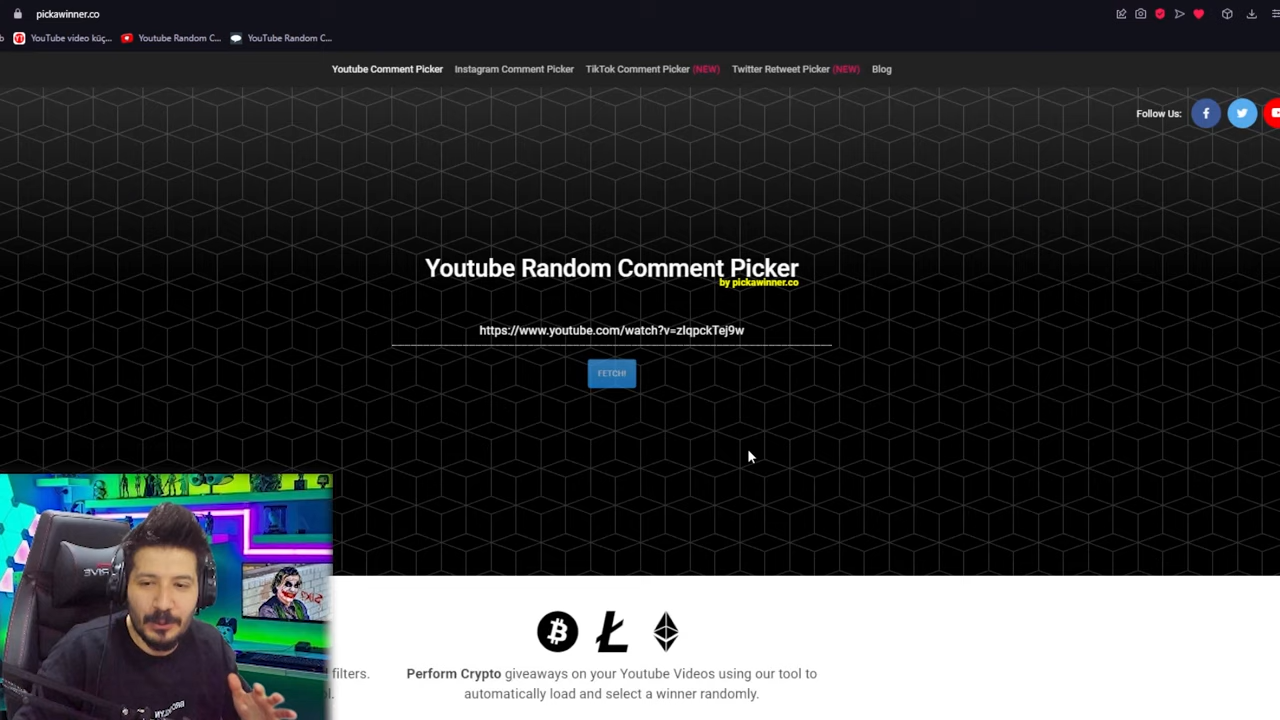 pickawinner.co
YouTube video küç...
Youtube Random C...
YouTube Random C...
Youtube Comment Picker
Instagram Comment Picker
TikTok Comment Picker (NEW)
Twitter Retweet Picker (NEW)
Blog
Follow Us:
Youtube Random Comment Picker
by pickawinner.co
https://www.youtube.com/watch?v=zIqpckTej9w
FETCH!
filters.
Perform Crypto giveaways on your Youtube Videos using our tool to
automatically load and select a winner randomly.